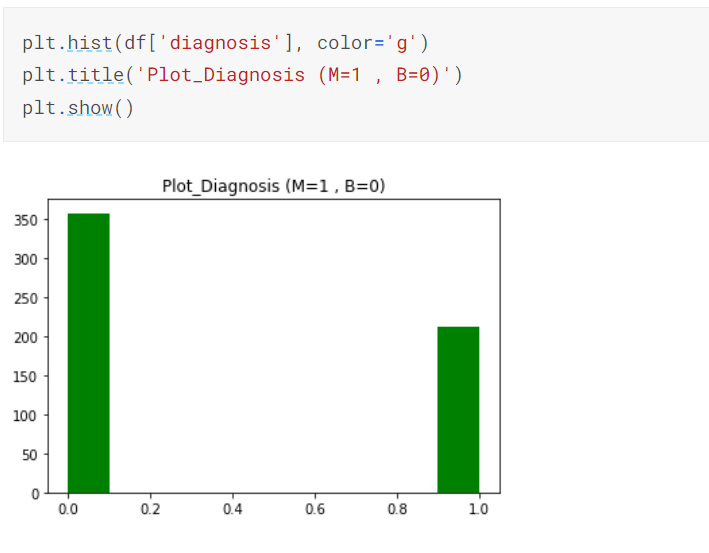 plt.hist(df['diagnosis'], color='g')
plt.title('Plot_Diagnosis (M=1 , B=0)')
plt.show()
Plot_Diagnosis (M=1 , B=0)
350
300
250
200
150
100
50
0
0.0 0.2 0.4 0.6 0.8 1.0